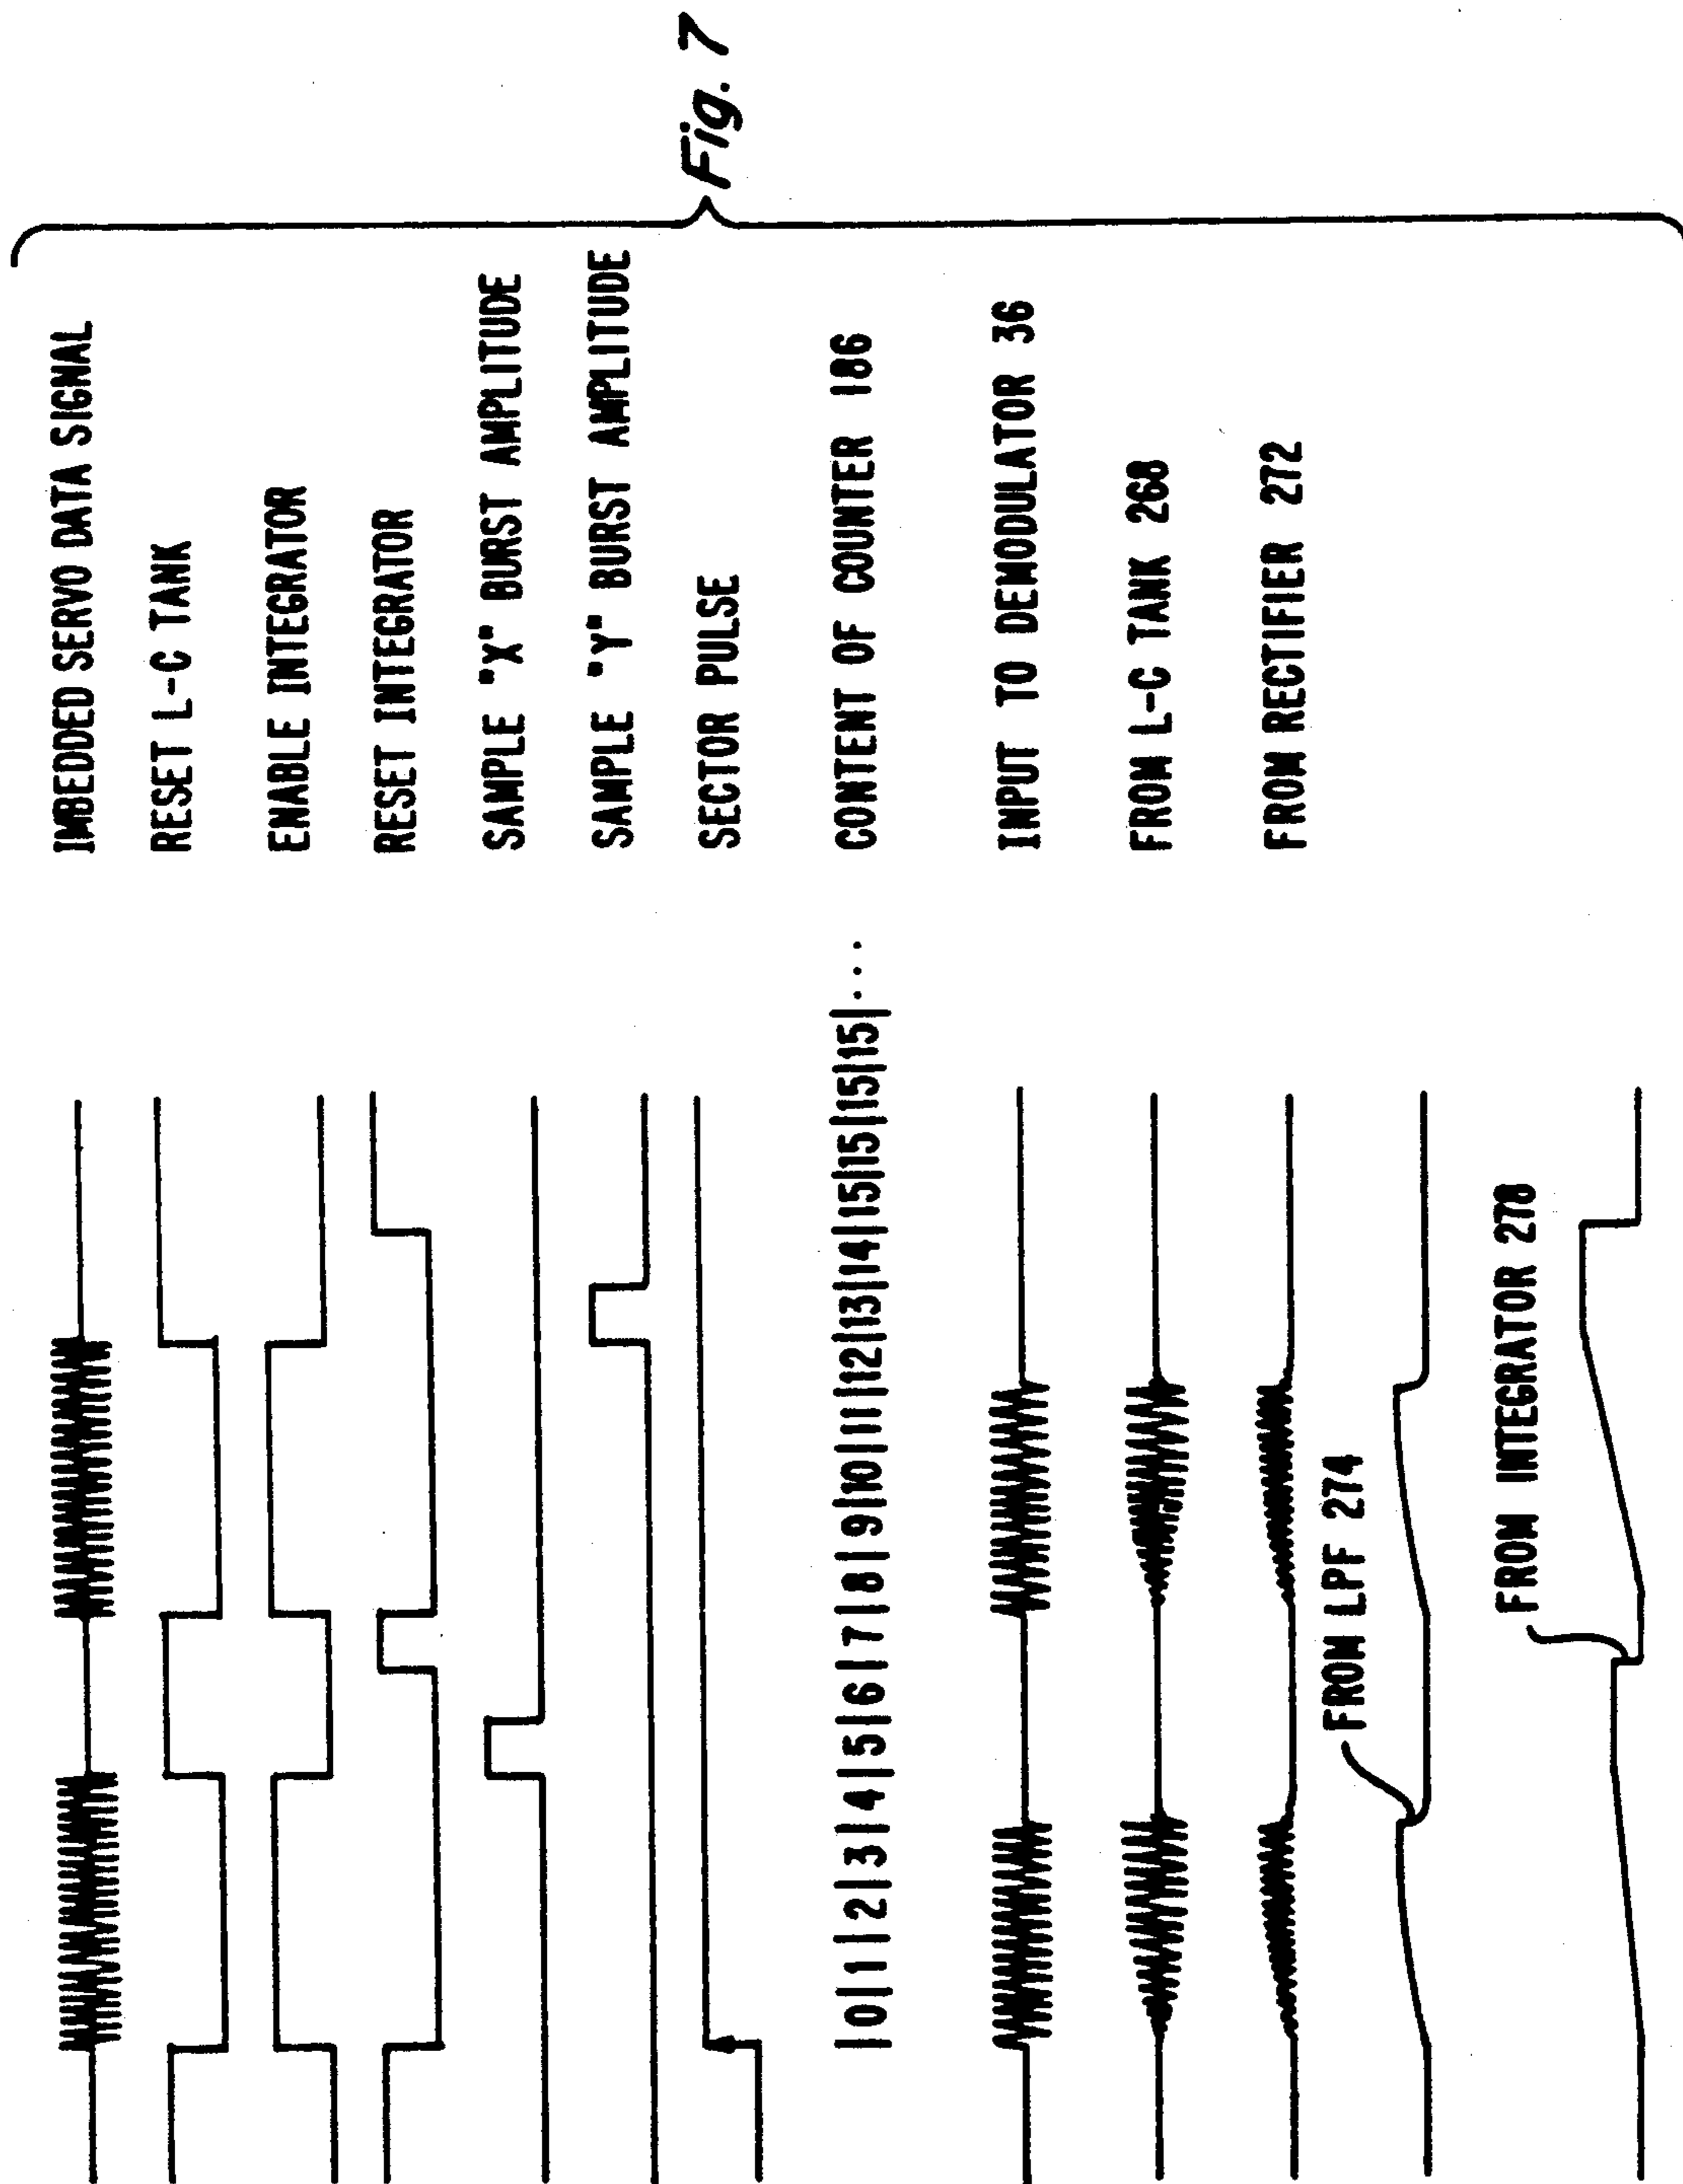 IMBEDDED SERVO DATA SIGNAL
RESET L-C TANK
ENABLE INTEGRATOR
RESET INTEGRATOR
SAMPLE "X" BURST AMPLITUDE
SAMPLE "Y" BURST AMPLITUDE
SECTOR PULSE
|0|1|2|3|4|5|6|7|8|9|10|11|12|13|14|15|15|15|15|... CONTENT OF COUNTER 186
INPUT TO DEMODULATOR 36
FROM L-C TANK 268
FROM RECTIFIER 272
FROM LPF 274
FROM INTEGRATOR 278
Fig. 7